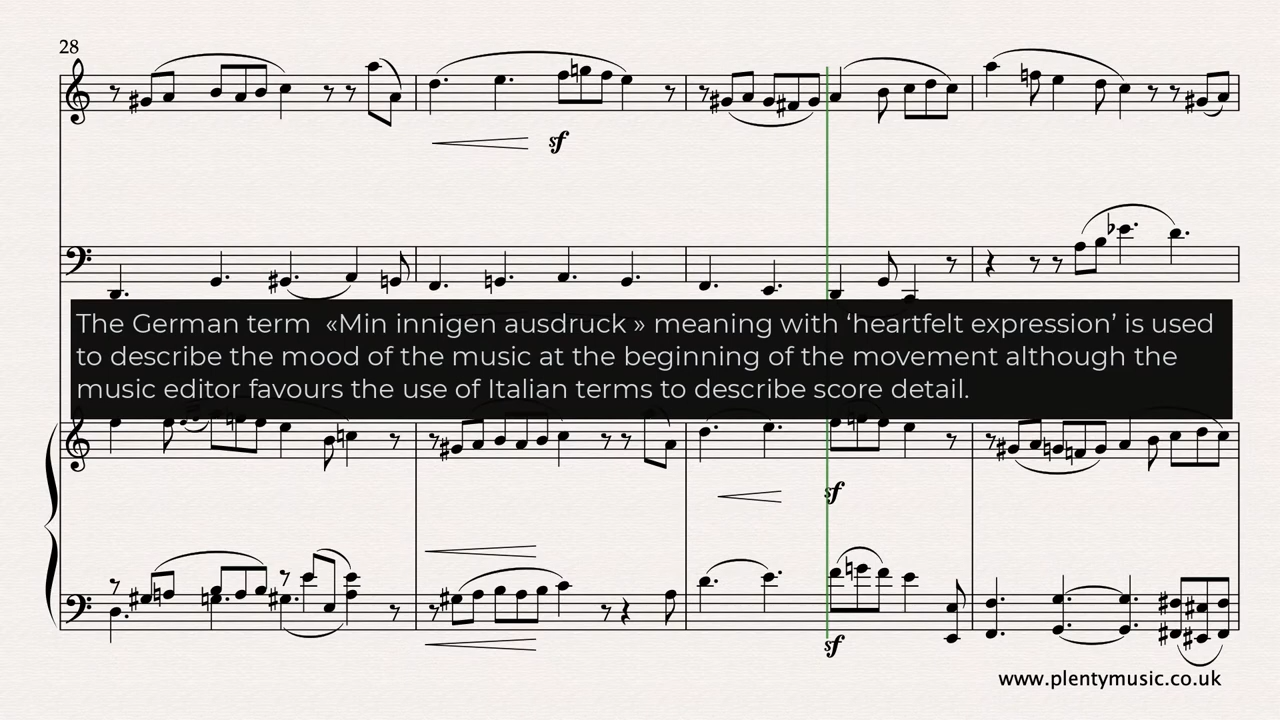 28
sf
The German term «Min innigen ausdruck » meaning with ‘heartfelt expression’ is used
to describe the mood of the music at the beginning of the movement although the
music editor favours the use of Italian terms to describe score detail.
sf
sf
www.plentymusic.co.uk